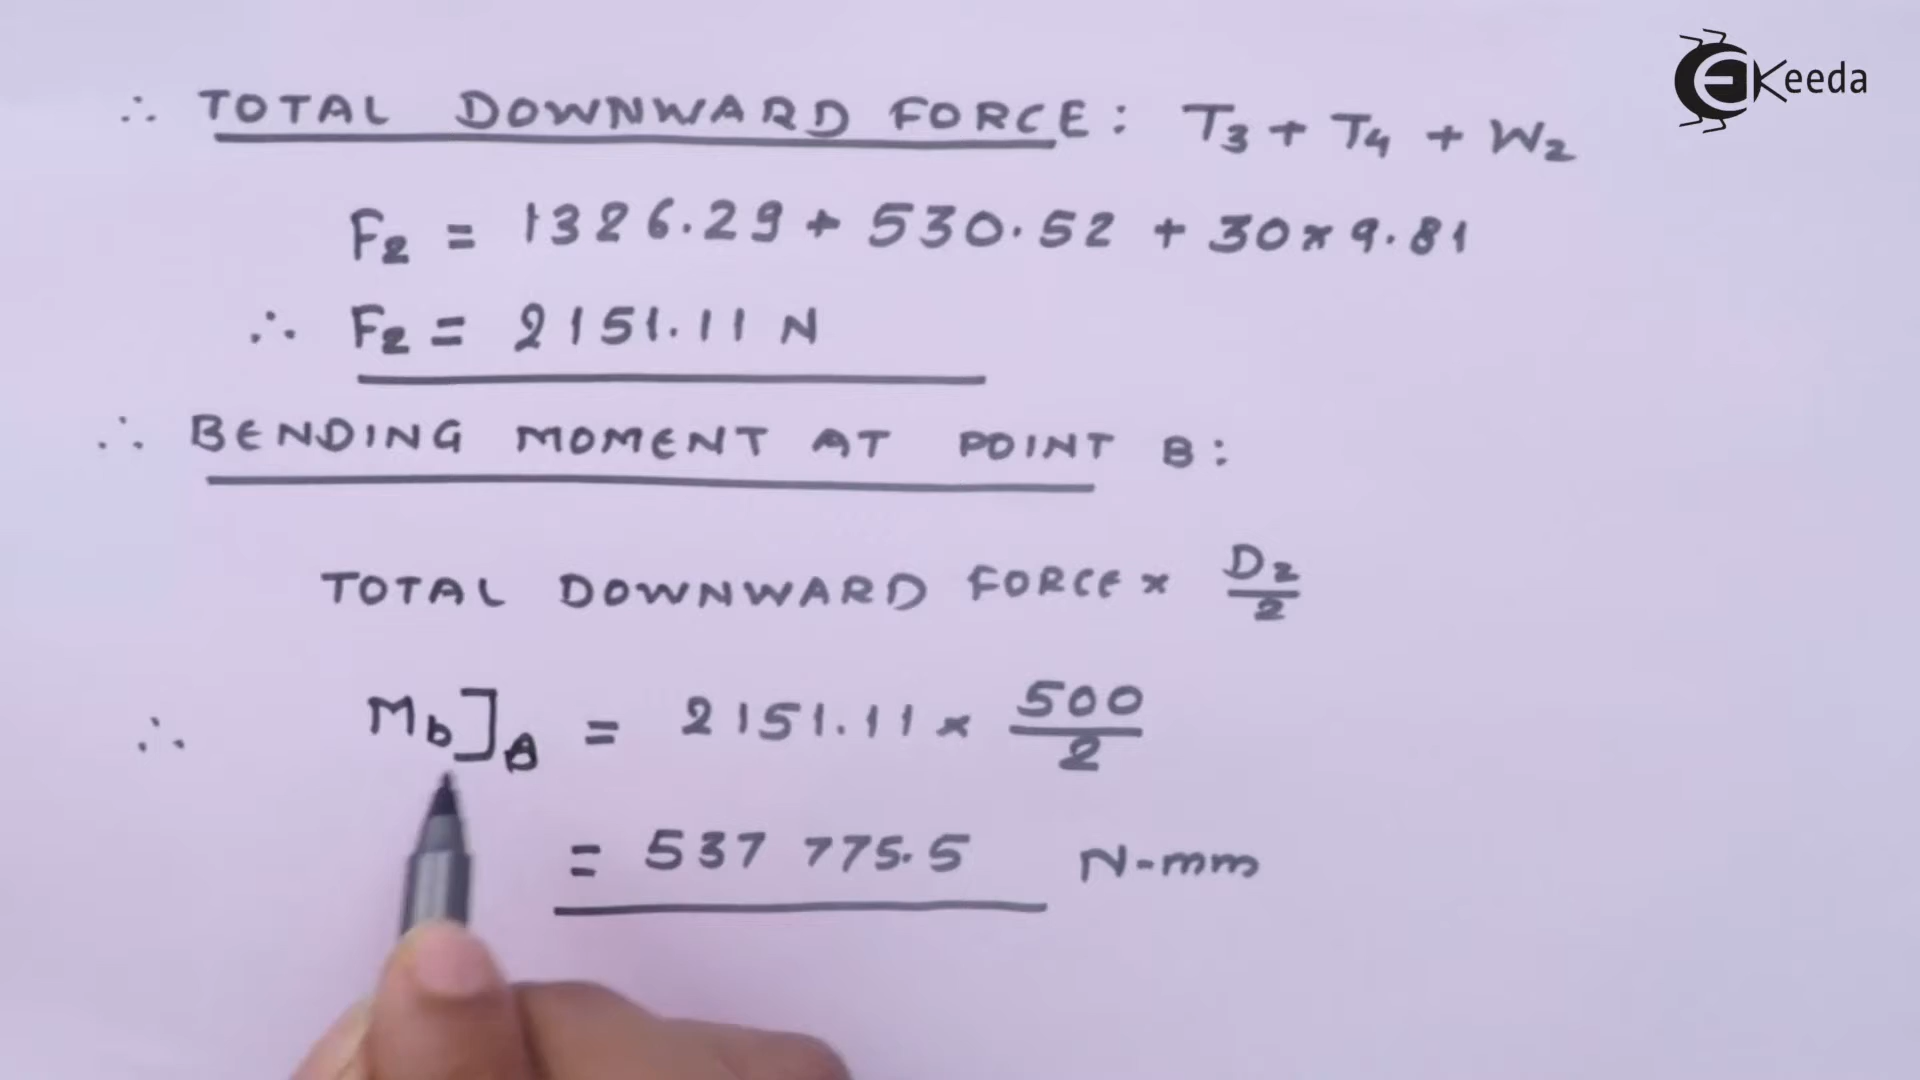 ∴ TOTAL DOWNWARD FORCE: T₃ + T₄ + W₂
EKeeda
F₂ = 1326.29 + 530.52 + 30 × 9.81
∴ F₂ = 2151.11 N
∴ BENDING MOMENT AT POINT B:
TOTAL DOWNWARD FORCE × D₂/2
∴ Mb]B = 2151.11 × 500/2
= 537 775.5 N-mm